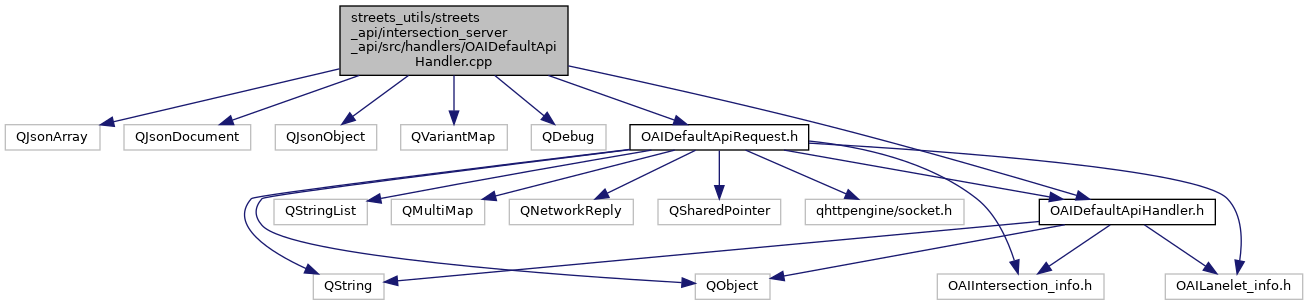 streets_utils/streets
_api/intersection_server
_api/src/handlers/OAIDefaultApi
Handler.cpp
QJsonArray
QJsonDocument
QJsonObject
QVariantMap
QDebug
OAIDefaultApiRequest.h
QStringList
QMultiMap
QNetworkReply
QSharedPointer
qhttpengine/socket.h
OAIDefaultApiHandler.h
QString
QObject
OAIIntersection_info.h
OAILanelet_info.h